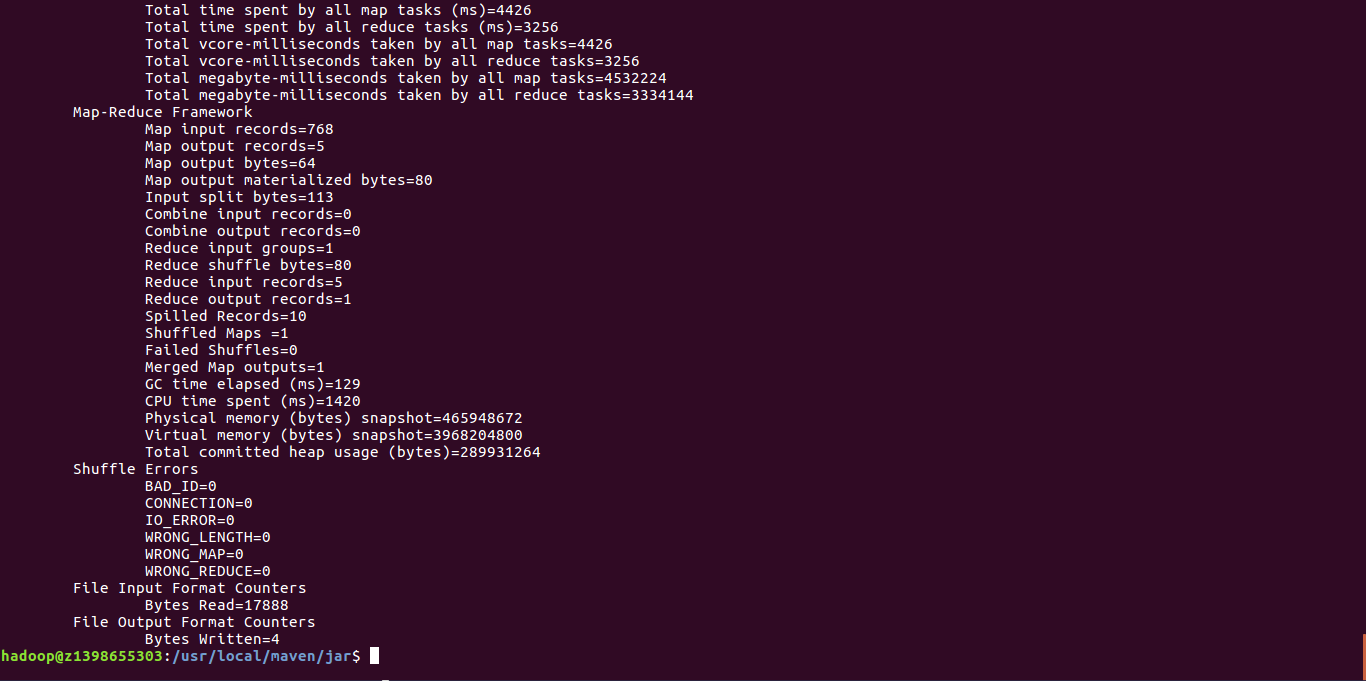 Total time spent by all map tasks (ms)=4426
Total time spent by all reduce tasks (ms)=3256
Total vcore-milliseconds taken by all map tasks=4426
Total vcore-milliseconds taken by all reduce tasks=3256
Total megabyte-milliseconds taken by all map tasks=4532224
Total megabyte-milliseconds taken by all reduce tasks=3334144
Map-Reduce Framework
Map input records=768
Map output records=5
Map output bytes=64
Map output materialized bytes=80
Input split bytes=113
Combine input records=0
Combine output records=0
Reduce input groups=1
Reduce shuffle bytes=80
Reduce input records=5
Reduce output records=1
Spilled Records=10
Shuffled Maps =1
Failed Shuffles=0
Merged Map outputs=1
GC time elapsed (ms)=129
CPU time spent (ms)=1420
Physical memory (bytes) snapshot=465948672
Virtual memory (bytes) snapshot=3968204800
Total committed heap usage (bytes)=289931264
Shuffle Errors
BAD_ID=0
CONNECTION=0
IO_ERROR=0
WRONG_LENGTH=0
WRONG_MAP=0
WRONG_REDUCE=0
File Input Format Counters
Bytes Read=17888
File Output Format Counters
Bytes Written=4
hadoop@z1398655303:/usr/local/maven/jar$